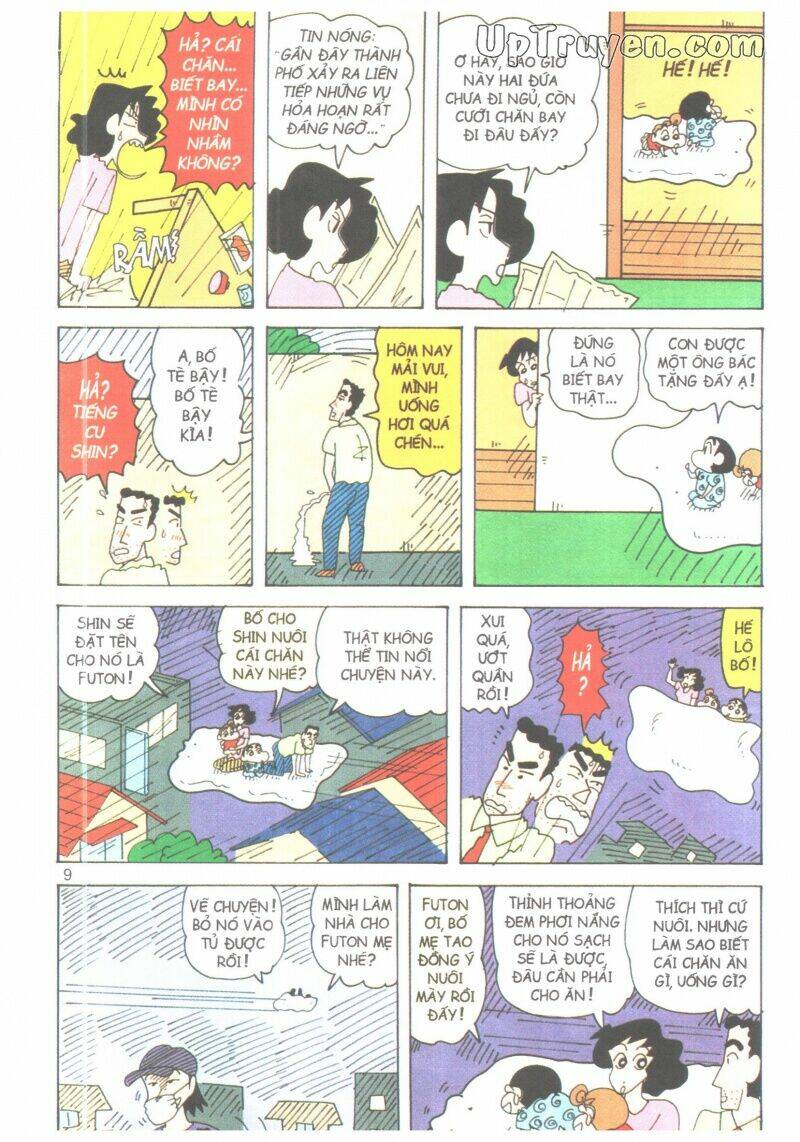 UpTruyen.com
HẢ? CÁI
CHĂN...
BIẾT BAY...
MÌNH CÓ
NHÌN
NHẦM
KHÔNG?
RẦM!
TIN NÓNG:
"GẦN ĐÂY THÀNH
PHỐ XẢY RA LIÊN
TIẾP NHỮNG VỤ
HỎA HOẠN RẤT
ĐÁNG NGỜ..."
Ơ HAY, SAO GIỜ
NÀY HAI ĐỨA
CHƯA ĐI NGỦ, CÒN
CƯỠI CHĂN BAY
ĐI ĐÂU ĐẤY?
HẾ! HẾ!
HẢ?
TIẾNG
CU
SHIN?
A, BỐ
TÈ BẬY!
BỐ TÈ
BẬY
KÌA!
HÔM NAY
MẢI VUI,
MÌNH
UỐNG
HƠI QUÁ
CHÉN...
ĐÚNG
LÀ NÓ
BIẾT BAY
THẬT...
CON ĐƯỢC
MỘT ÔNG BÁC
TẶNG ĐẤY Ạ!
SHIN SẼ
ĐẶT TÊN
CHO NÓ LÀ
FUTON!
BỐ CHO
SHIN NUÔI
CÁI CHĂN
NÀY NHÉ?
THẬT KHÔNG
THỂ TIN NỔI
CHUYỆN NÀY.
XUI
QUÁ,
ƯỚT
QUẦN
RỒI!
HẢ
?
HẾ
LÔ
BỐ!
9
VẼ CHUYỆN!
BỎ NÓ VÀO
TỦ ĐƯỢC
RỒI!
MÌNH LÀM
NHÀ CHO
FUTON MẸ
NHÉ?
FUTON
ƠI, BỐ
MẸ TAO
ĐỒNG Ý
NUÔI
MÀY RỒI
ĐẤY!
THỈNH THOẢNG
ĐEM PHƠI NẮNG
CHO NÓ SẠCH
SẼ LÀ ĐƯỢC,
ĐÂU CẦN PHẢI
CHO ĂN!
THÍCH THÌ CỨ
NUÔI. NHƯNG
LÀM SAO BIẾT
CÁI CHĂN ĂN
GÌ, UỐNG GÌ?